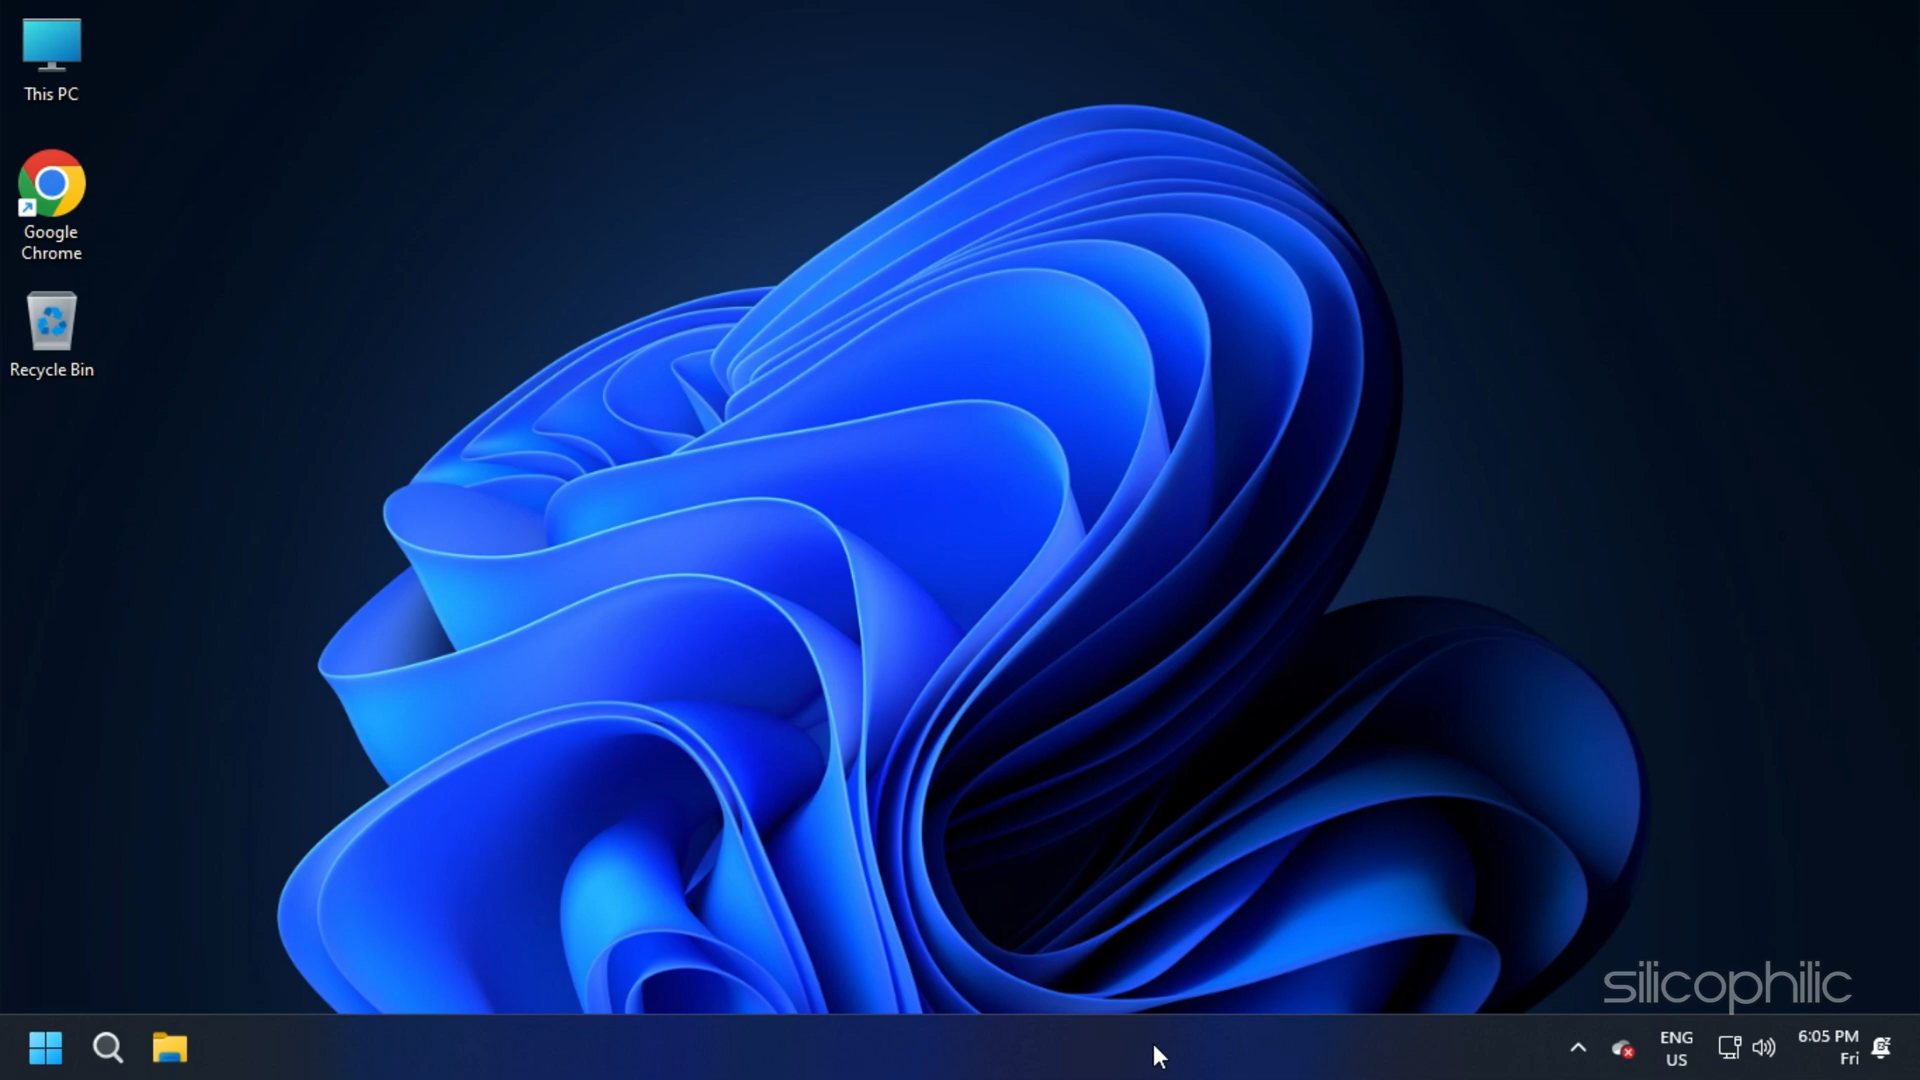 This PC
Google
Chrome
Recycle Bin
silicophilic
ENG
US
6:05 PM
Fri